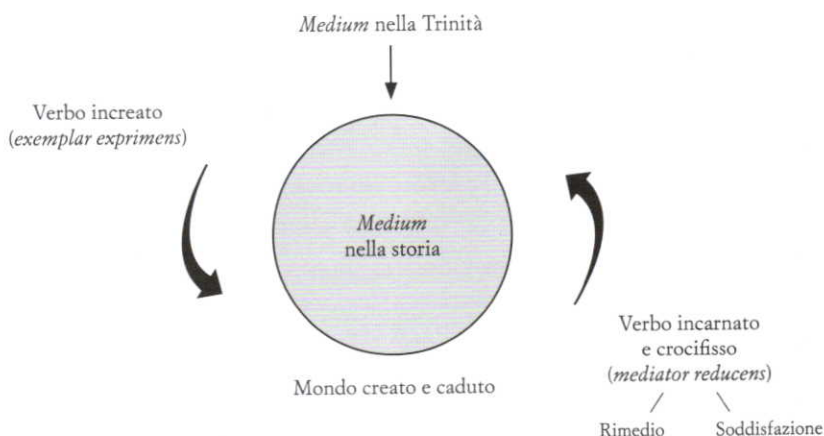 Medium nella Trinità
Verbo increato
(exemplar exprimens)
Medium
nella storia
Verbo incarnato
e crocifisso
(mediator reducens)
Mondo creato e caduto
Rimedio
Soddisfazione